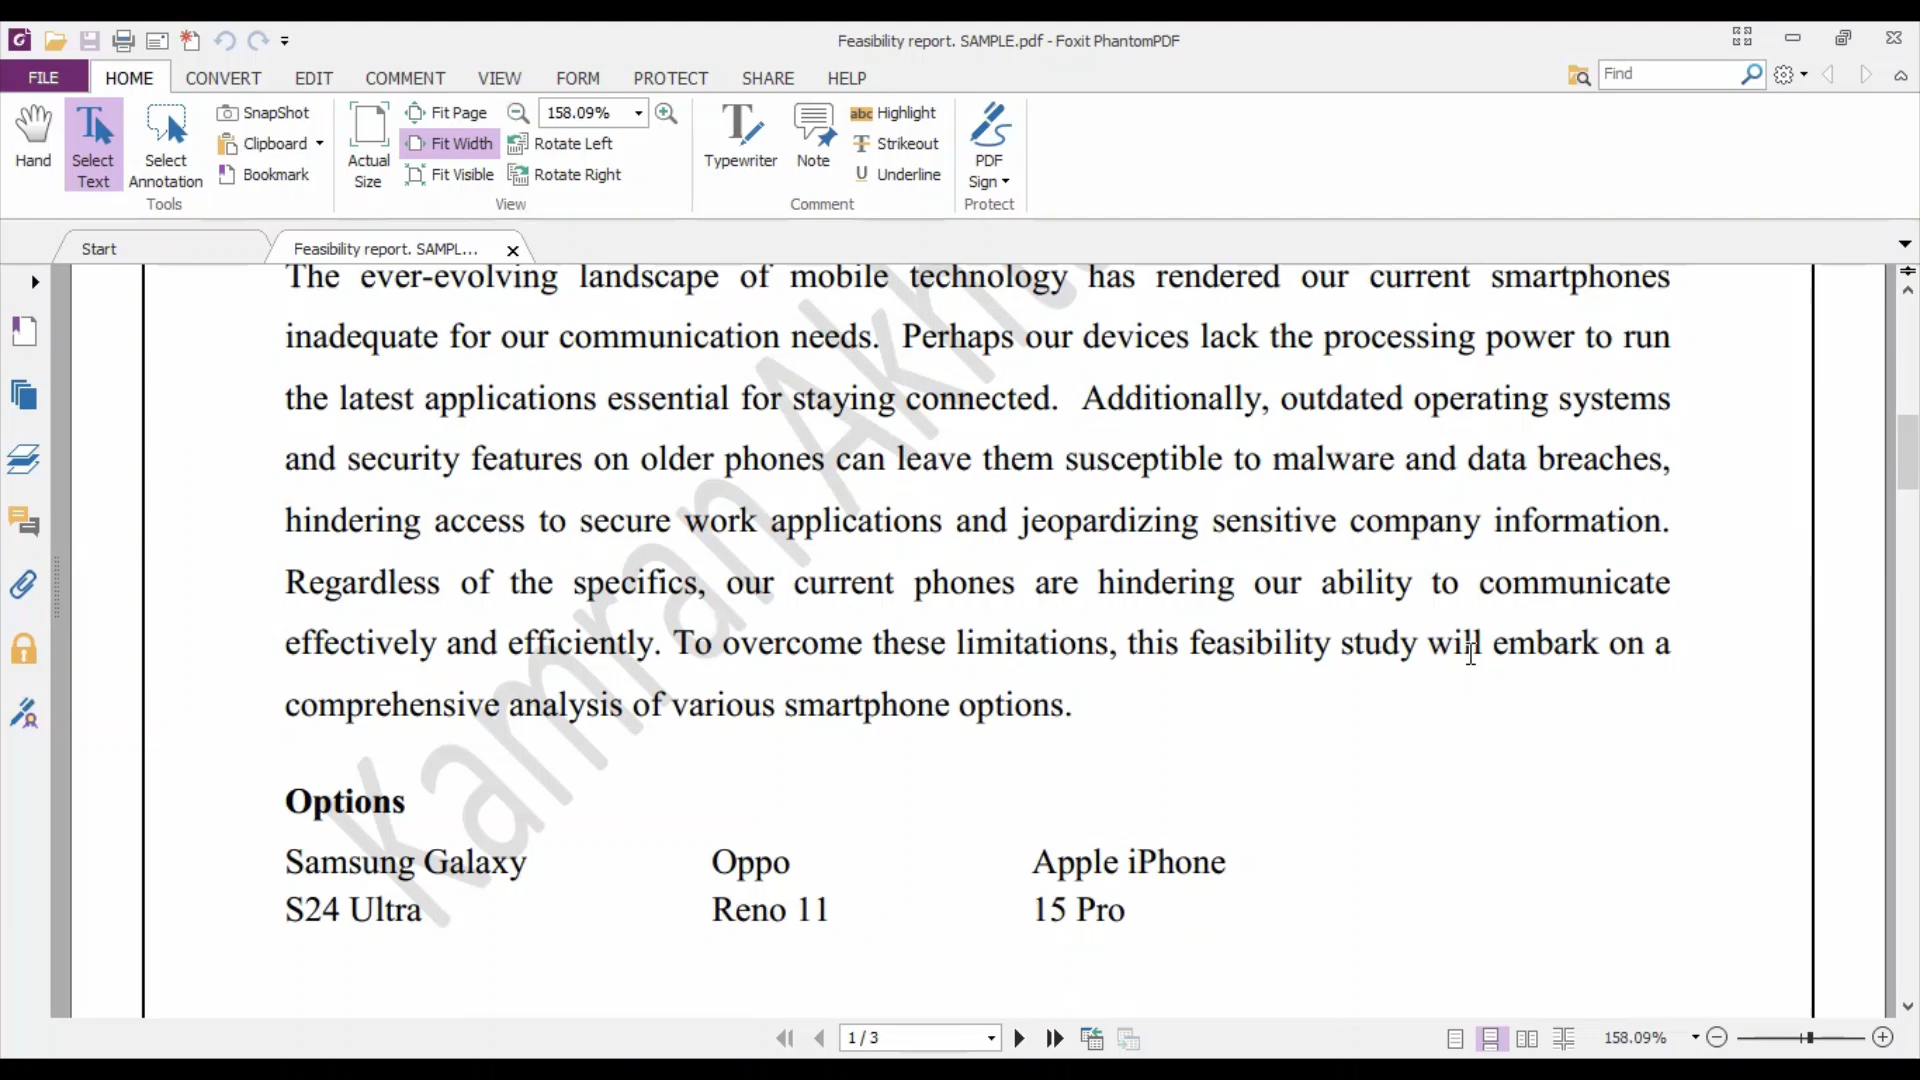 Feasibility report. SAMPLE.pdf - Foxit PhantomPDF
FILE HOME CONVERT EDIT COMMENT VIEW FORM PROTECT SHARE HELP Find
Hand
Select Text
Select Annotation
SnapShot
Clipboard
Bookmark
Tools
Actual Size
Fit Page
Fit Width
Fit Visible
158.09%
Rotate Left
Rotate Right
View
Typewriter
Note
abc Highlight
Strikeout
U Underline
Comment
PDF Sign
Protect
Start Feasibility report. SAMPL...
The ever-evolving landscape of mobile technology has rendered our current smartphones
inadequate for our communication needs. Perhaps our devices lack the processing power to run
the latest applications essential for staying connected. Additionally, outdated operating systems
and security features on older phones can leave them susceptible to malware and data breaches,
hindering access to secure work applications and jeopardizing sensitive company information.
Regardless of the specifics, our current phones are hindering our ability to communicate
effectively and efficiently. To overcome these limitations, this feasibility study will embark on a
comprehensive analysis of various smartphone options.
Options
Samsung Galaxy Oppo Apple iPhone
S24 Ultra Reno 11 15 Pro
Kamran
1 / 3 158.09%